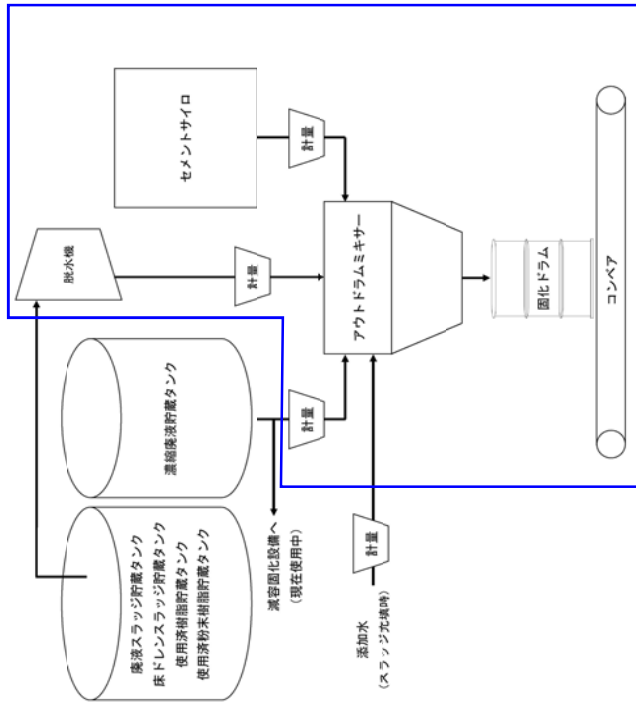 セメントサイロ
計量
脱水機
計量
アウトドラムミキサー
固化ドラム
コンベア
濃縮廃液貯蔵タンク
計量
減容固化設備へ
(現在使用中)
廃液スラッジ貯蔵タンク
床ドレンスラッジ貯蔵タンク
使用済樹脂貯蔵タンク
使用済粉末樹脂貯蔵タンク
計量
添加水
(スラッジ充填時)